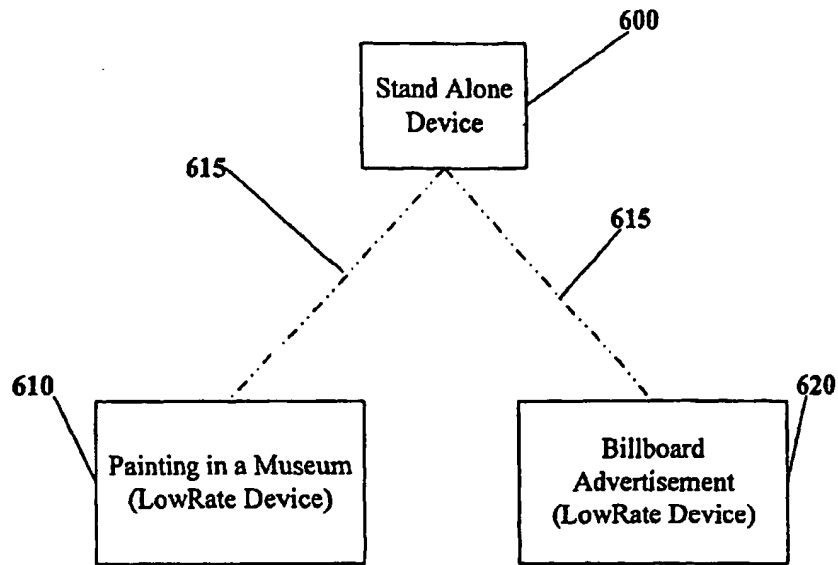 600
Stand Alone
Device
615
615
610
620
Painting in a Museum
(LowRate Device)
Billboard
Advertisement
(LowRate Device)